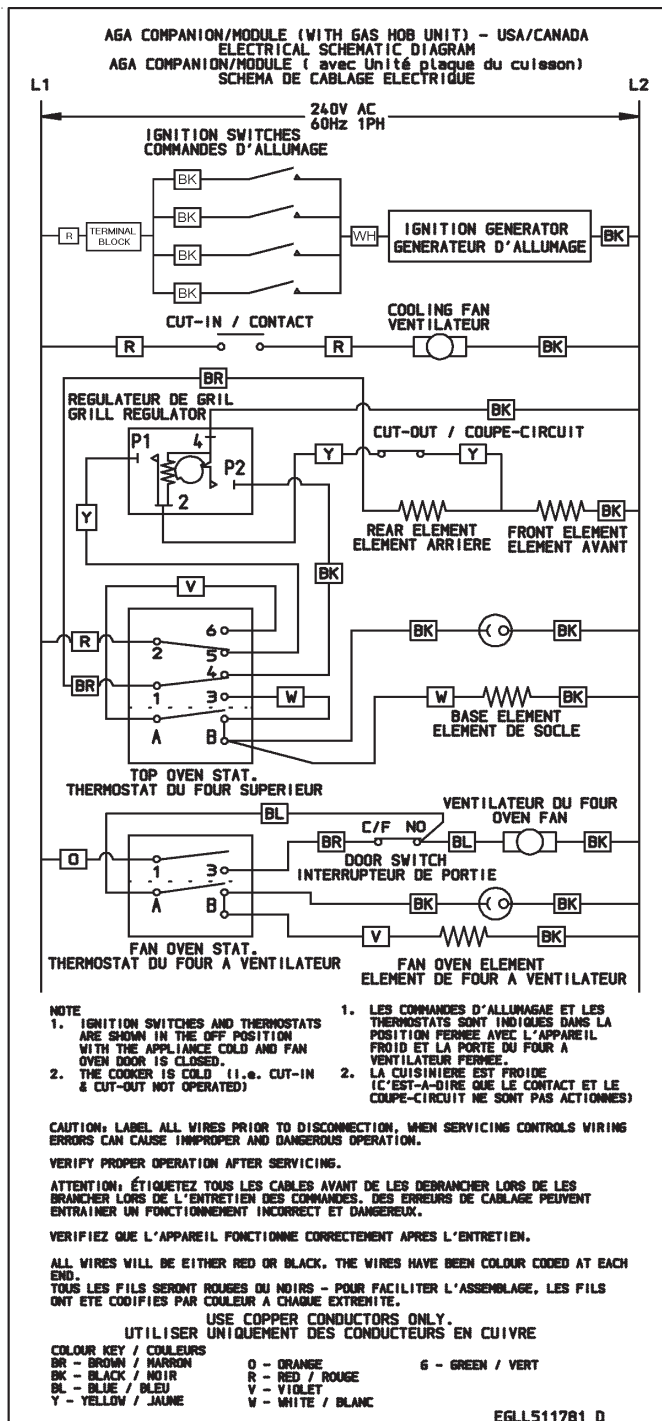 AGA COMPANION/MODULE (WITH GAS HOB UNIT) - USA/CANADA
ELECTRICAL SCHEMATIC DIAGRAM
AGA COMPANION/MODULE ( avec Unité plaque du cuisson)
SCHEMA DE CABLAGE ELECTRIQUE
L1
L2
240V AC
60Hz 1PH
IGNITION SWITCHES
COMMANDES D'ALLUMAGE
BK
BK
BK
BK
R
TERMINAL
BLOCK
WH
IGNITION GENERATOR
GENERATEUR D'ALLUMAGE
BK
CUT-IN / CONTACT
COOLING FAN
VENTILATEUR
R
R
BK
BR
REGULATEUR DE GRIL
GRILL REGULATOR
BK
P1
4
P2
2
CUT-OUT / COUPE-CIRCUIT
Y
Y
Y
BK
REAR ELEMENT
ELEMENT ARRIERE
FRONT ELEMENT
ELEMENT AVANT
BK
V
R
BR
6
2
5
4
1
3
A
B
W
BK
BK
W
BK
BASE ELEMENT
ELEMENT DE SOCLE
TOP OVEN STAT.
THERMOSTAT DU FOUR SUPERIEUR
BL
VENTILATEUR DU FOUR
OVEN FAN
C/F NO
BR
BL
BK
DOOR SWITCH
INTERRUPTEUR DE PORTIE
O
1
3
A
B
BK
BK
V
BK
FAN OVEN STAT.
THERMOSTAT DU FOUR A VENTILATEUR
FAN OVEN ELEMENT
ELEMENT DE FOUR A VENTILATEUR
NOTE
1. IGNITION SWITCHES AND THERMOSTATS
ARE SHOWN IN THE OFF POSITION
WITH THE APPLIANCE COLD AND FAN
OVEN DOOR IS CLOSED.
2. THE COOKER IS COLD (i.e. CUT-IN
& CUT-OUT NOT OPERATED)
1. LES COMMANDES D'ALLUMAGAE ET LES
THERMOSTATS SONT INDIQUES DANS LA
POSITION FERMEE AVEC L'APPAREIL
FROID ET LA PORTE DU FOUR A
VENTILATEUR FERMEE.
2. LA CUISINIERE EST FROIDE
(C'EST-A-DIRE QUE LE CONTACT ET LE
COUPE-CIRCUIT NE SONT PAS ACTIONNES)
CAUTION: LABEL ALL WIRES PRIOR TO DISCONNECTION, WHEN SERVICING CONTROLS WIRING
ERRORS CAN CAUSE IMMPROPER AND DANGEROUS OPERATION.
VERIFY PROPER OPERATION AFTER SERVICING.
ATTENTION: ÉTIQUETEZ TOUS LES CABLES AVANT DE LES DEBRANCHER LORS DE LES
BRANCHER LORS DE L'ENTRETIEN DES COMMANDES. DES ERREURS DE CABLAGE PEUVENT
ENTRAINER UN FONCTIONNEMENT INCORRECT ET DANGEREUX.
VERIFIEZ QUE L'APPAREIL FONCTIONNE CORRECTEMENT APRES L'ENTRETIEN.
ALL WIRES WILL BE EITHER RED OR BLACK. THE WIRES HAVE BEEN COLOUR CODED AT EACH
END.
TOUS LES FILS SERONT ROUGES OU NOIRS - POUR FACILITER L'ASSEMBLAGE, LES FILS
ONT ETE CODIFIES PAR COULEUR A CHAQUE EXTREMITE.
USE COPPER CONDUCTORS ONLY.
UTILISER UNIQUEMENT DES CONDUCTEURS EN CUIVRE
COLOUR KEY / COULEURS
BR - BROWN / MARRON
BK - BLACK / NOIR
BL - BLUE / BLEU
Y - YELLOW / JAUNE
O - ORANGE
R - RED / ROUGE
V - VIOLET
W - WHITE / BLANC
G - GREEN / VERT
EGLL511781 D